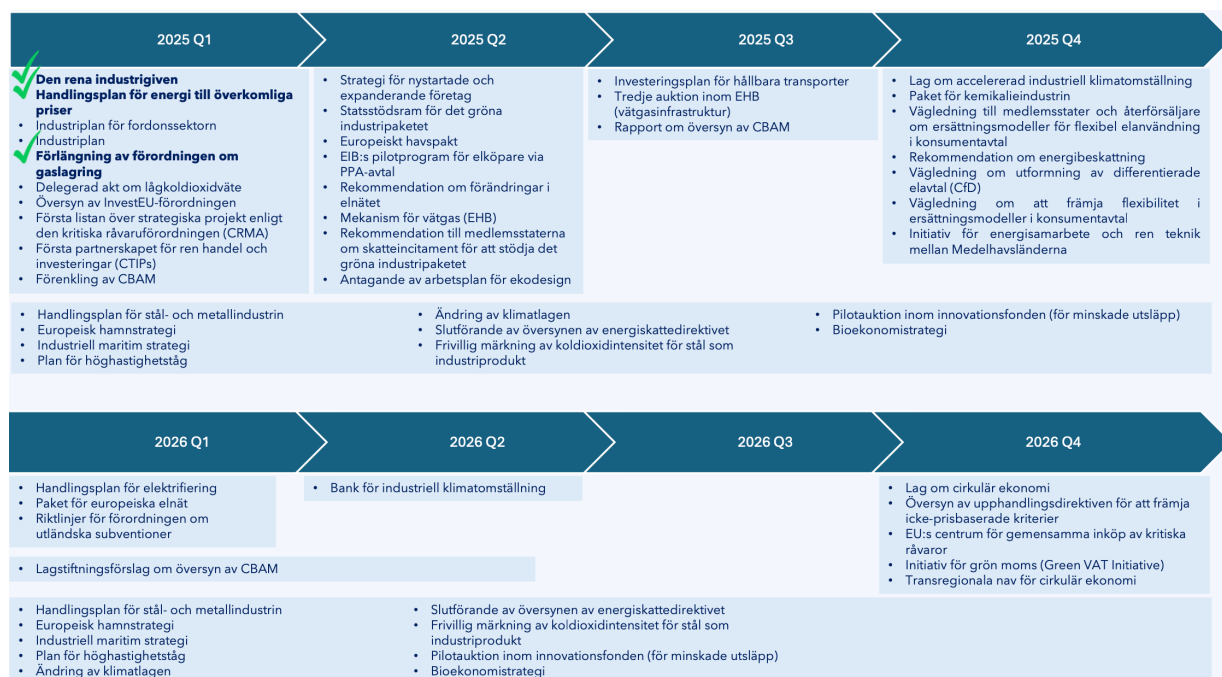 2025 Q1
2025 Q2
2025 Q3
2025 Q4
• Den rena industrigiven
• Handlingsplan för energi till överkomliga
priser
• Industriplan för fordonssektorn
• Industriplan
• Förlängning av förordningen om
gaslagring
• Delegerad akt om lågkoldioxidväte
• Översyn av InvestEU-förordningen
• Första listan över strategiska projekt enligt
den kritiska råvaruförordningen (CRMA)
• Första partnerskapet för ren handel och
investeringar (CTIPs)
• Förenkling av CBAM
• Strategi för nystartade och
expanderande företag
• Statsstödsram för det gröna
industripaketet
• Europeiskt havspakt
• EIB:s pilotprogram för elköpare via
PPA-avtal
• Rekommendation om förändringar i
elnätet
• Mekanism för vätgas (EHB)
• Rekommendation till medlemsstaterna
om skatteincitament för att stödja det
gröna industripaketet
• Antagande av arbetsplan för ekodesign
• Investeringsplan för hållbara transporter
• Tredje auktion inom EHB
(vätgasinfrastruktur)
• Rapport om översyn av CBAM
• Lag om accelererad industriell klimatomställning
• Paket för kemikalieindustrin
• Vägledning till medlemsstater och återförsäljare
om ersättningsmodeller för flexibel elanvändning
i konsumentavtal
• Rekommendation om energibeskattning
• Vägledning om utformning av differentierade
elavtal (CfD)
• Vägledning om att främja flexibilitet i
ersättningsmodeller i konsumentavtal
• Initiativ för energisamarbete och ren teknik
mellan Medelhavsländerna
• Handlingsplan för stål- och metallindustrin
• Europeisk hamnstrategi
• Industriell maritim strategi
• Plan för höghastighetståg
• Ändring av klimatlagen
• Slutförande av översynen av energiskattedirektivet
• Frivillig märkning av koldioxidintensitet för stål som
industriprodukt
• Pilotauktion inom innovationsfonden (för minskade utsläpp)
• Bioekonomistrategi
2026 Q1
2026 Q2
2026 Q3
2026 Q4
• Handlingsplan för elektrifiering
• Paket för europeiska elnät
• Riktlinjer för förordningen om
utländska subventioner
• Bank för industriell klimatomställning
• Lag om cirkulär ekonomi
• Översyn av upphandlingsdirektiven för att främja
icke-prisbaserade kriterier
• EU:s centrum för gemensamma inköp av kritiska
råvaror
• Initiativ för grön moms (Green VAT Initiative)
• Transregionala nav för cirkulär ekonomi
• Lagstiftningsförslag om översyn av CBAM
• Handlingsplan för stål- och metallindustrin
• Europeisk hamnstrategi
• Industriell maritim strategi
• Plan för höghastighetståg
• Ändring av klimatlagen
• Slutförande av översynen av energiskattedirektivet
• Frivillig märkning av koldioxidintensitet för stål som
industriprodukt
• Pilotauktion inom innovationsfonden (för minskade utsläpp)
• Bioekonomistrategi